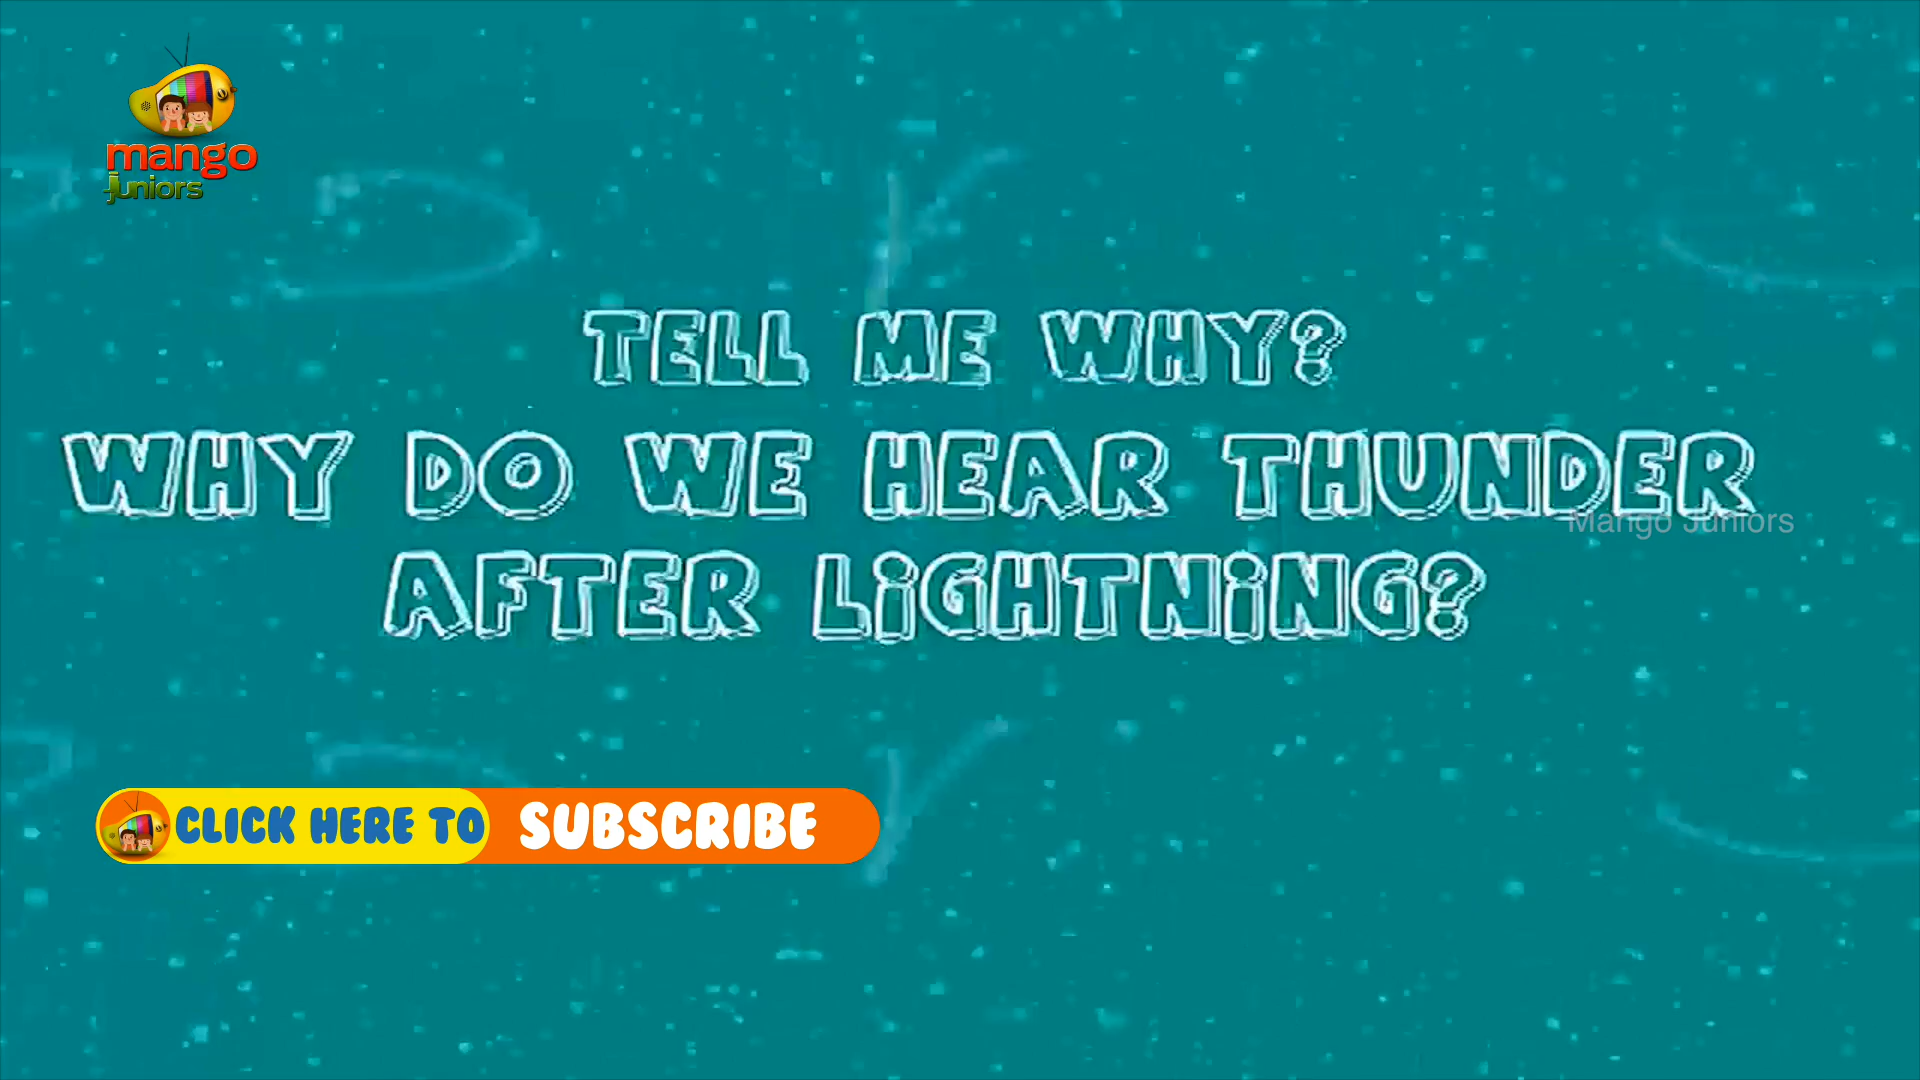 mango
juniors
TELL ME WHY?
WHY DO WE HEAR THUNDER
Mango Juniors
AFTER LiGHTNiNG?
CLICK HERE TO SUBSCRIBE